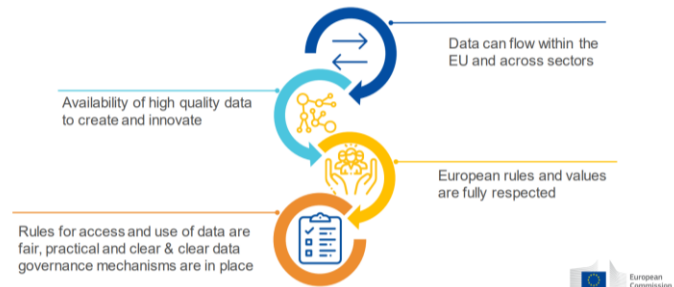 Data can flow within the
EU and across sectors
Availability of high quality data
to create and innovate
European rules and values
are fully respected
Rules for access and use of data are
fair, practical and clear & clear data
governance mechanisms are in place
European
Commission